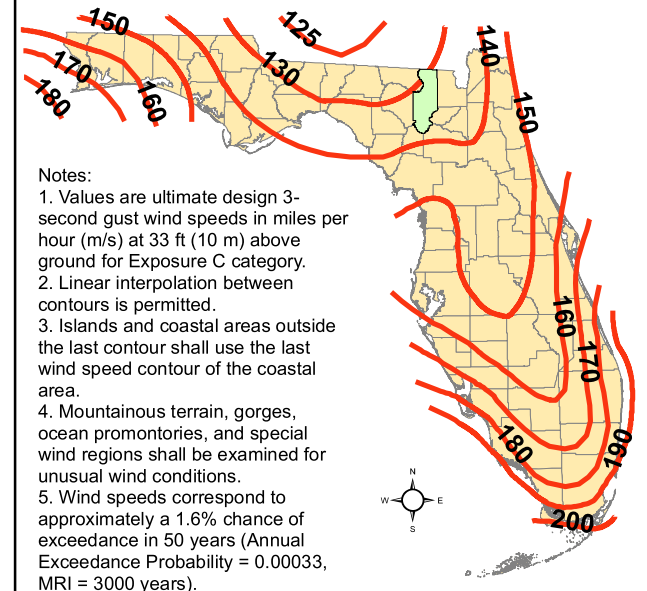 150
125
140
130
170
180
160
150
Notes:
1. Values are ultimate design 3-
second gust wind speeds in miles per
hour (m/s) at 33 ft (10 m) above
ground for Exposure C category.
2. Linear interpolation between
contours is permitted.
3. Islands and coastal areas outside
the last contour shall use the last
wind speed contour of the coastal
area.
4. Mountainous terrain, gorges,
ocean promontories, and special
wind regions shall be examined for
unusual wind conditions.
5. Wind speeds correspond to
approximately a 1.6% chance of
exceedance in 50 years (Annual
Exceedance Probability = 0.00033,
MRI = 3000 years).
160
170
180
190
200
N
W E
S